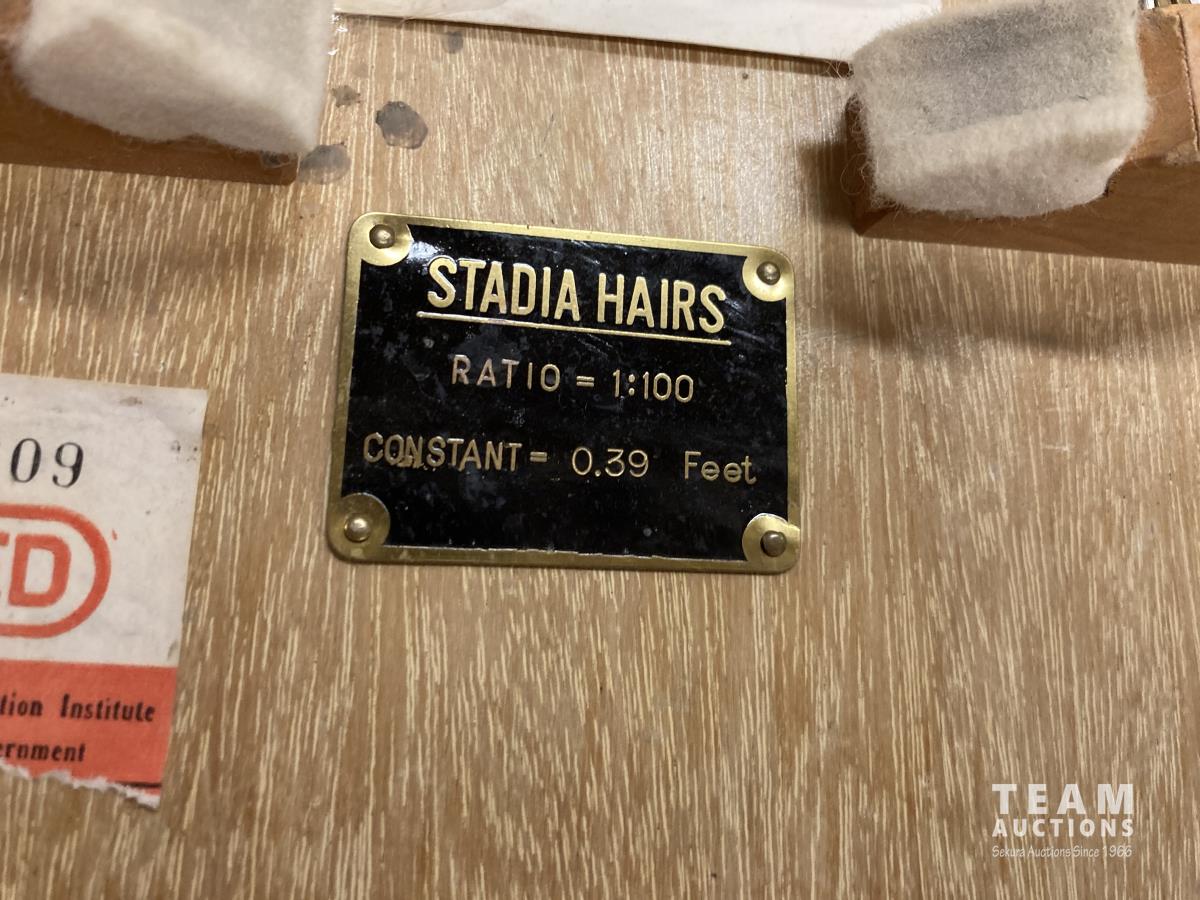 STADIA HAIRS
RATIO = 1:100
CONSTANT = 0.39 Feet
09
ED
tion Institute
ernment
TEAM
AUCTIONS
Sekura Auctions Since 1966